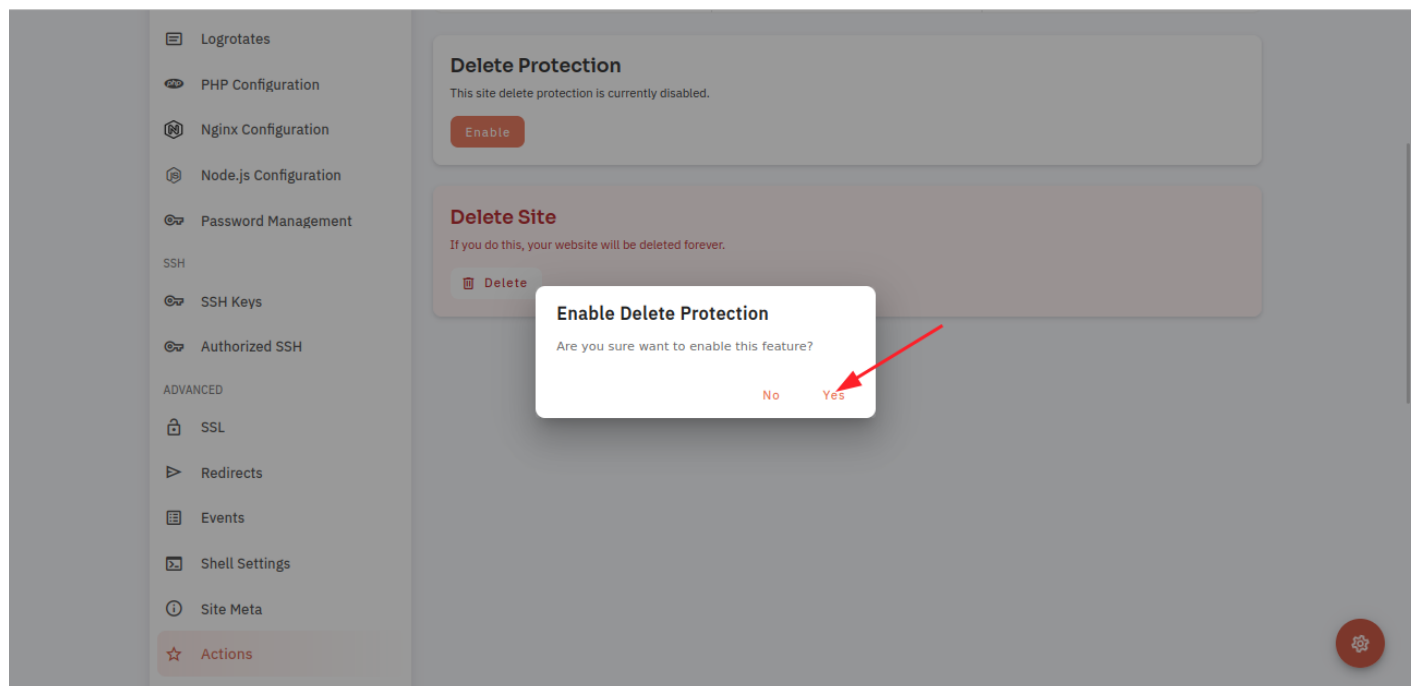 Logrotates
PHP Configuration
Nginx Configuration
Node.js Configuration
Password Management
SSH
SSH Keys
Authorized SSH
ADVANCED
SSL
Redirects
Events
Shell Settings
Site Meta
Actions
Delete Protection
This site delete protection is currently disabled.
Enable
Delete Site
If you do this, your website will be deleted forever.
Delete
Enable Delete Protection
Are you sure want to enable this feature?
No Yes